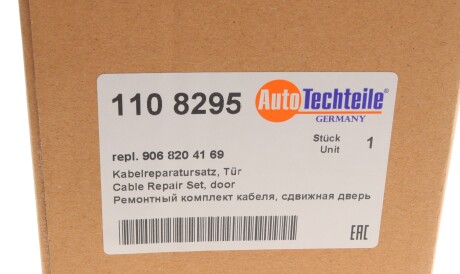 110 8295
AutoTechteile®
GERMANY
Stück
Unit 1
repl. 906 820 41 69
Kabelreparatursatz, Tür
Cable Repair Set, door
Ремонтный комплект кабеля, сдвижная дверь
EAC